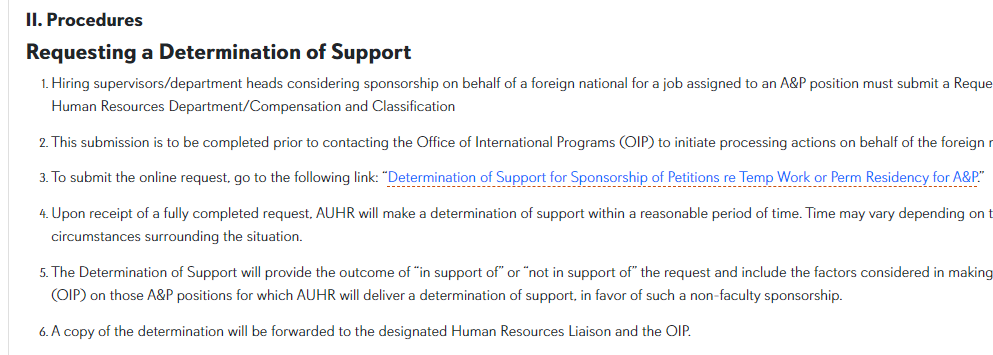 II. Procedures
Requesting a Determination of Support
1. Hiring supervisors/department heads considering sponsorship on behalf of a foreign national for a job assigned to an A&P position must submit a Reque
Human Resources Department/Compensation and Classification
2. This submission is to be completed prior to contacting the Office of International Programs (OIP) to initiate processing actions on behalf of the foreign
3. To submit the online request, go to the following link: “Determination of Support for Sponsorship of Petitions re Temp Work or Perm Residency for A&P.”
4. Upon receipt of a fully completed request, AUHR will make a determination of support within a reasonable period of time. Time may vary depending on t
circumstances surrounding the situation.
5. The Determination of Support will provide the outcome of “in support of” or “not in support of” the request and include the factors considered in making
(OIP) on those A&P positions for which AUHR will deliver a determination of support, in favor of such a non-faculty sponsorship.
6. A copy of the determination will be forwarded to the designated Human Resources Liaison and the OIP.